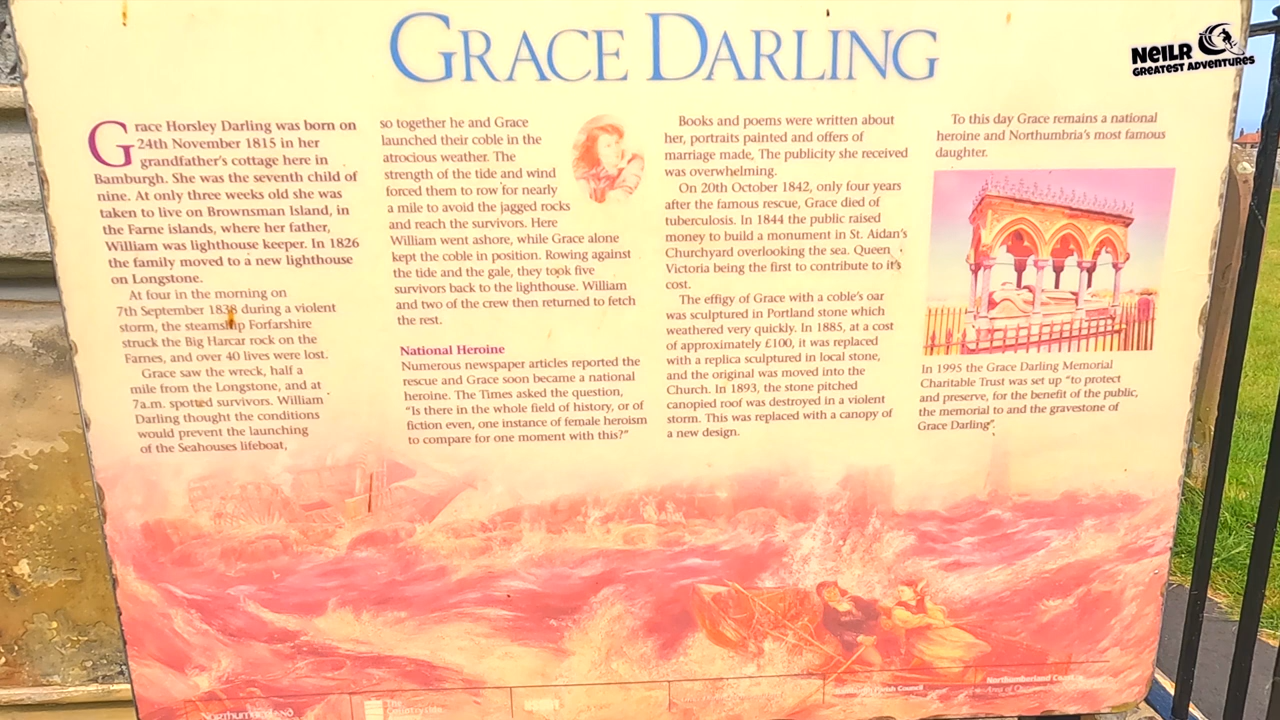 GRACE DARLING
NEILR
GREATEST ADVENTURES
Grace Horsley Darling was born on
24th November 1815 in her
grandfather's cottage here in
Bamburgh. She was the seventh child of
nine. At only three weeks old she was
taken to live on Brownsman Island, in
the Farne islands, where her father,
William was lighthouse keeper. In 1826
the family moved to a new lighthouse
on Longstone.
At four in the morning on
7th September 1838 during a violent
storm, the steamship Forfarshire
struck the Big Harcar rock on the
Farnes, and over 40 lives were lost.
Grace saw the wreck, half a
mile from the Longstone, and at
7a.m. spotted survivors. William
Darling thought the conditions
would prevent the launching
of the Seahouses lifeboat,
so together he and Grace
launched their coble in the
atrocious weather. The
strength of the tide and wind
forced them to row for nearly
a mile to avoid the jagged rocks
and reach the survivors. Here
William went ashore, while Grace alone
kept the coble in position. Rowing against
the tide and the gale, they took five
survivors back to the lighthouse. William
and two of the crew then returned to fetch
the rest.
National Heroine
Numerous newspaper articles reported the
rescue and Grace soon became a national
heroine. The Times asked the question,
"Is there in the whole field of history, or of
fiction even, one instance of female heroism
to compare for one moment with this?"
Books and poems were written about
her, portraits painted and offers of
marriage made, The publicity she received
was overwhelming.
On 20th October 1842, only four years
after the famous rescue, Grace died of
tuberculosis. In 1844 the public raised
money to build a monument in St. Aidan's
Churchyard overlooking the sea. Queen
Victoria being the first to contribute to it's
cost.
The effigy of Grace with a coble's oar
was sculptured in Portland stone which
weathered very quickly. In 1885, at a cost
of approximately £100, it was replaced
with a replica sculptured in local stone,
and the original was moved into the
Church. In 1893, the stone pitched
canopied roof was destroyed in a violent
storm. This was replaced with a canopy of
a new design.
To this day Grace remains a national
heroine and Northumbria's most famous
daughter.
In 1995 the Grace Darling Memorial
Charitable Trust was set up "to protect
and preserve, for the benefit of the public,
the memorial to and the gravestone of
Grace Darling".
Northumberland
The
Countryside
Parish Council
Northumberland Coast
Area of